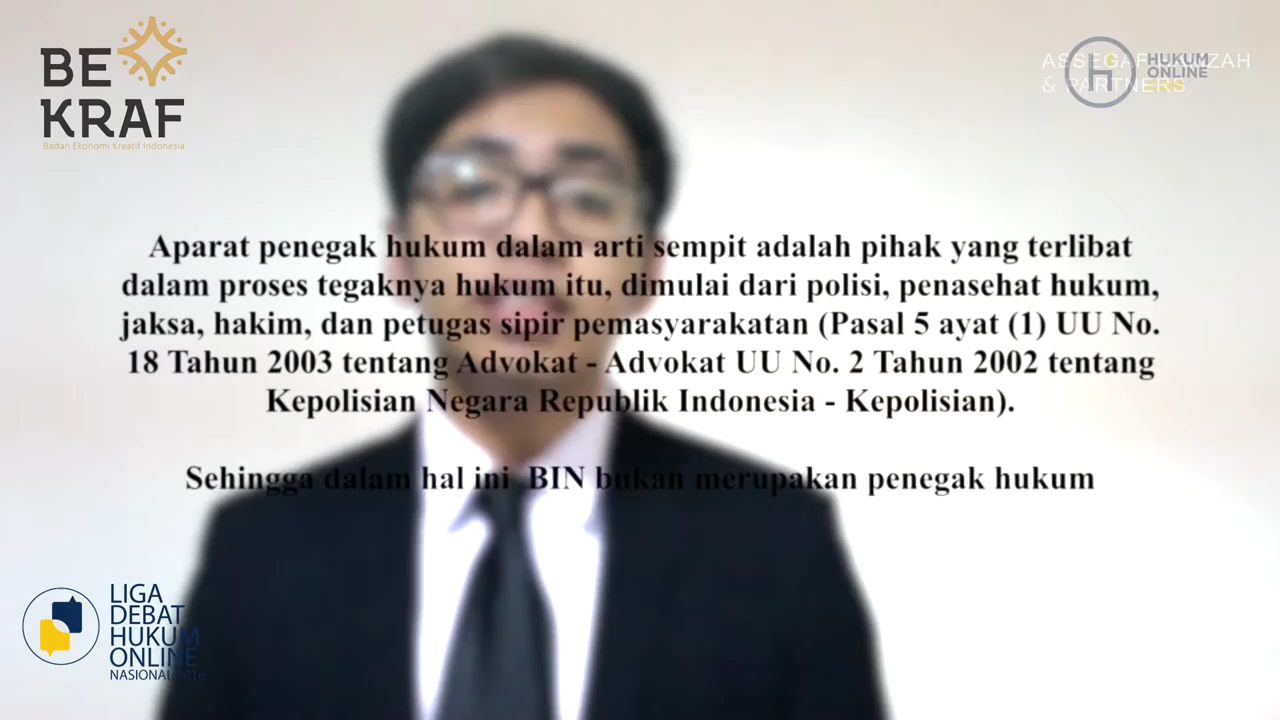 BE
KRAF
Badan Ekonomi Kreatif Indonesia
HUKUM
ONLINE
& PARTNERS
Aparat penegak hukum dalam arti sempit adalah pihak yang terlibat
dalam proses tegaknya hukum itu, dimulai dari polisi, penasehat hukum,
jaksa, hakim, dan petugas sipir pemasyarakatan (Pasal 5 ayat (1) UU No.
18 Tahun 2003 tentang Advokat - Advokat UU No. 2 Tahun 2002 tentang
Kepolisian Negara Republik Indonesia - Kepolisian).
Sehingga dalam hal ini BIN bukan merupakan penegak hukum
LIGA
DEBAT
HUKUM
ONLINE
NASIONAL 2016